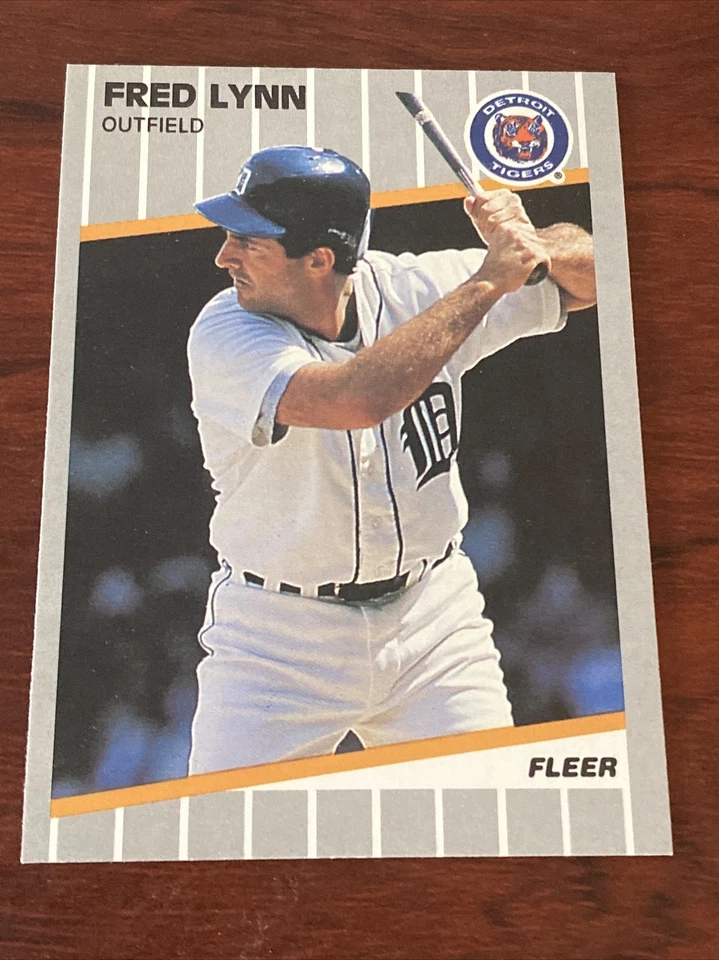 FRED LYNN
OUTFIELD
DETROIT
TIGERS
®
D
D
FLEER